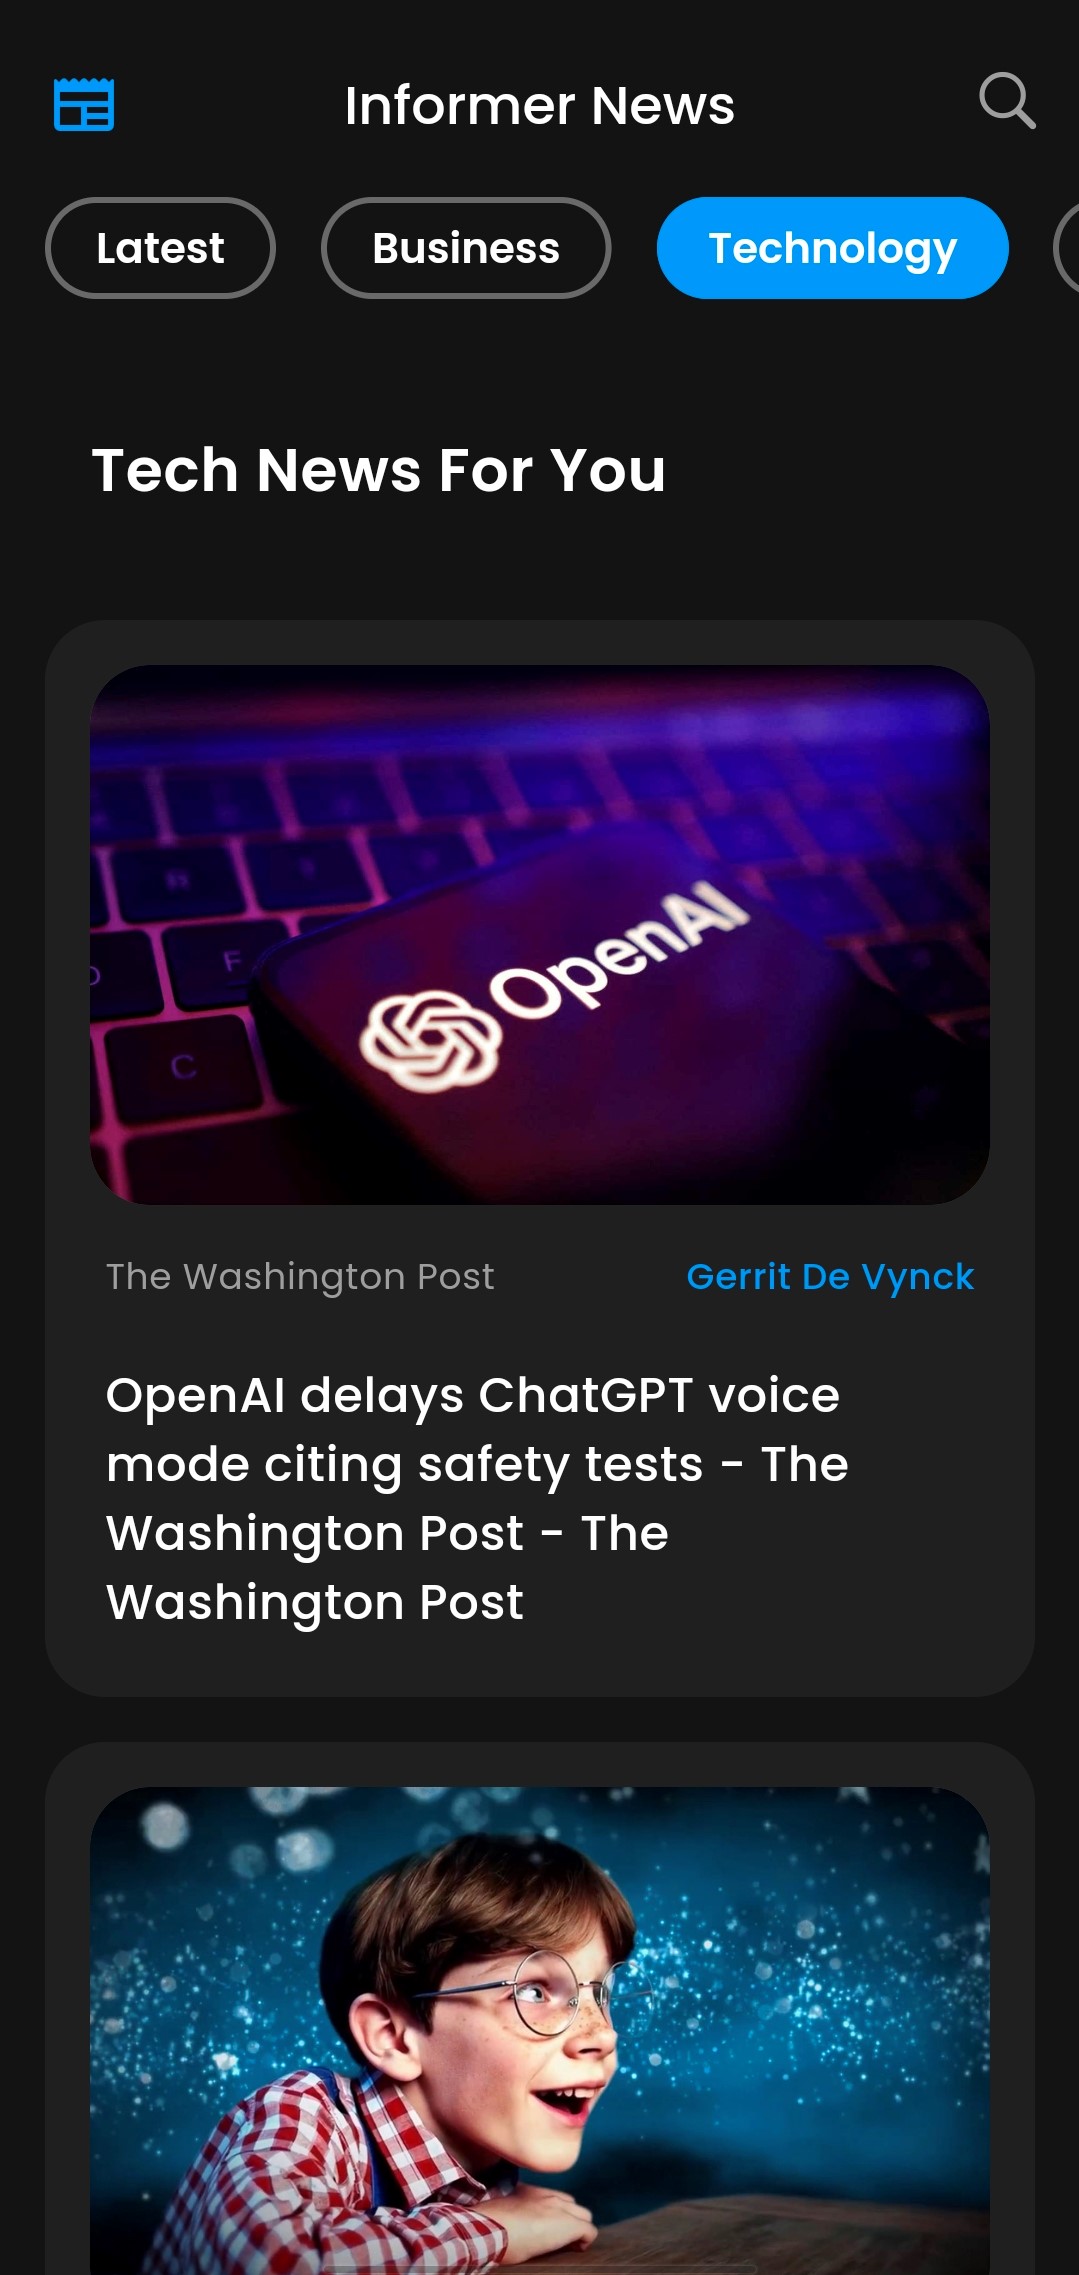 Informer News
Latest
Business
Technology
Tech News For You
F
C
OpenAI
The Washington Post
Gerrit De Vynck
OpenAI delays ChatGPT voice
mode citing safety tests - The
Washington Post - The
Washington Post